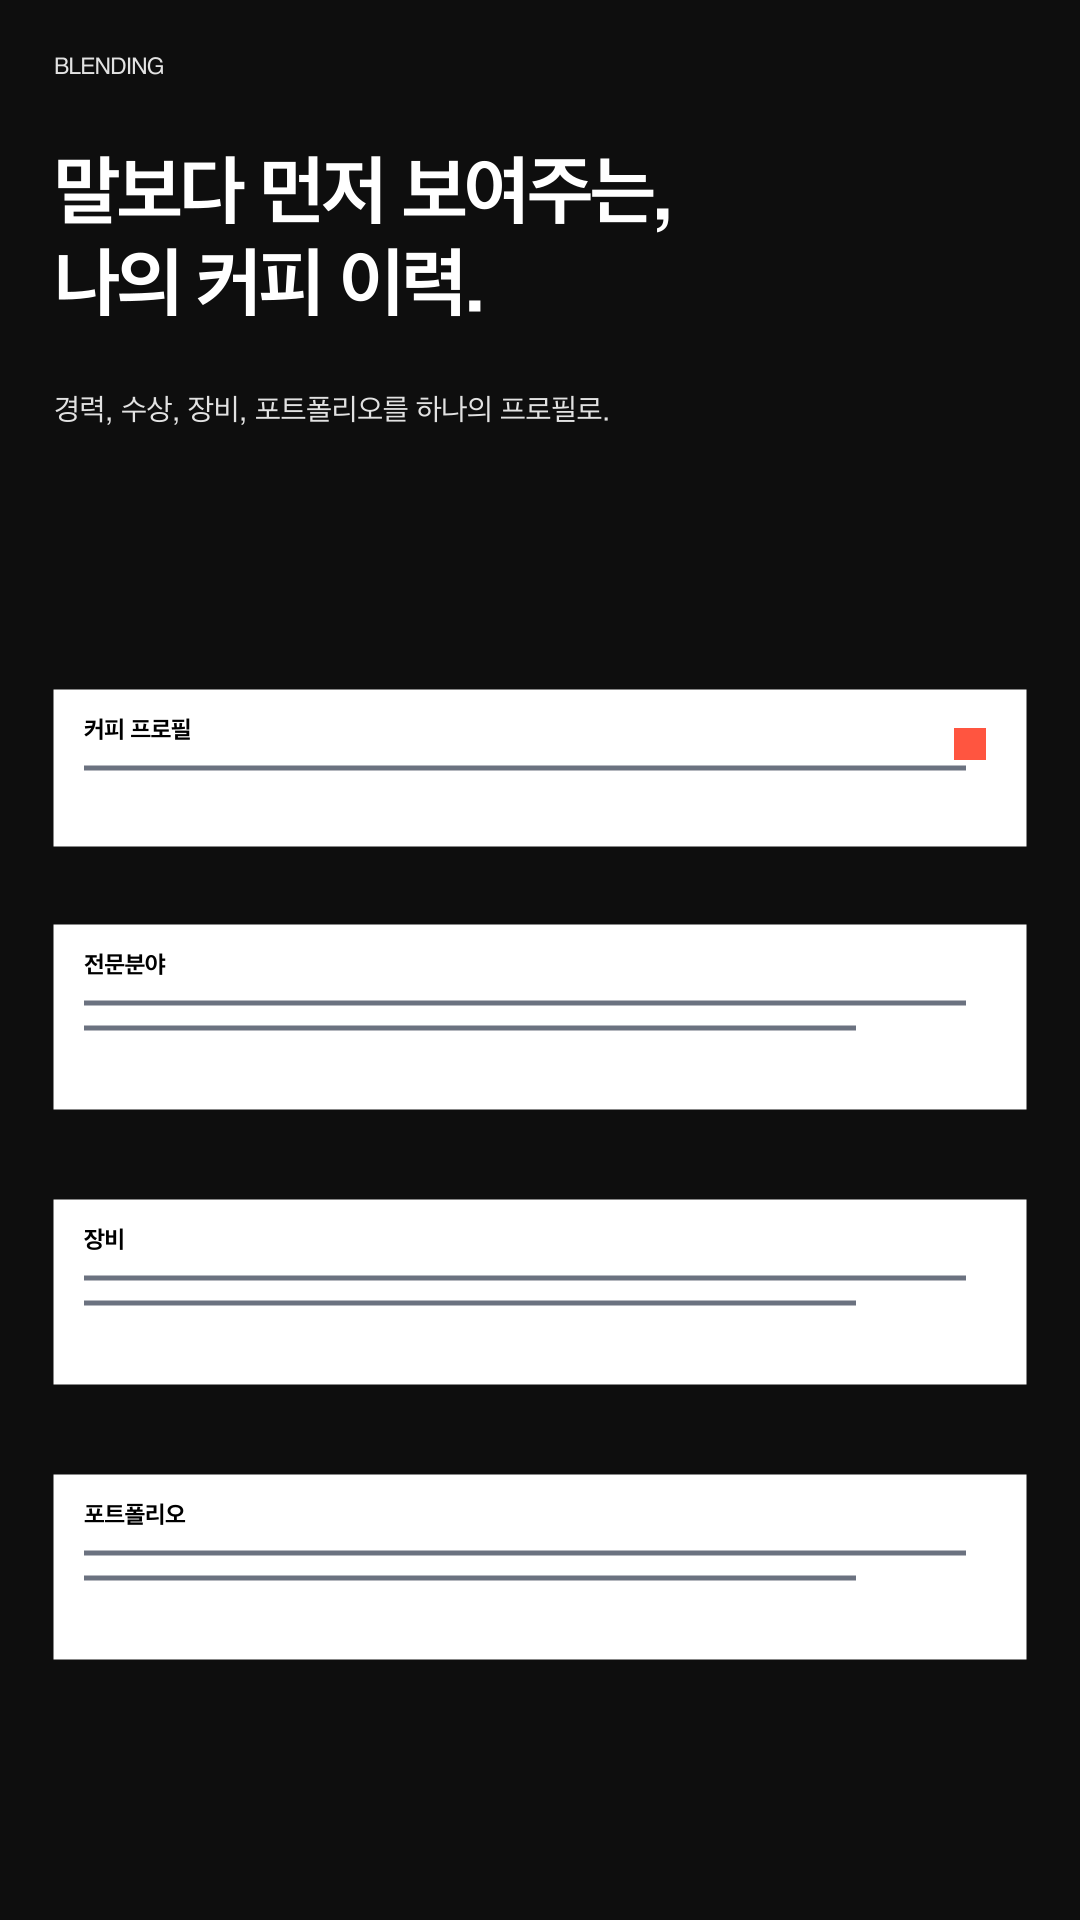 BLENDING
말보다 먼저 보여주는,
나의 커피 이력.
경력, 수상, 장비, 포트폴리오를 하나의 프로필로.
커피 프로필
전문분야
장비
포트폴리오